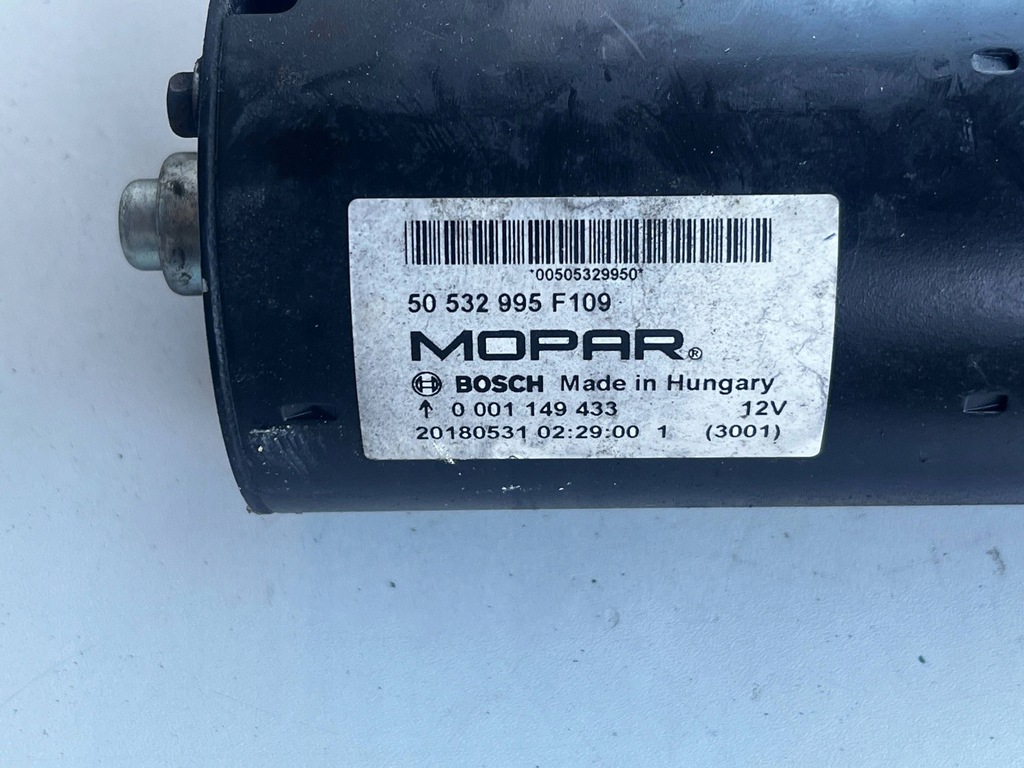 *00505329950*
50 532 995 F109
MOPAR®
BOSCH Made in Hungary
↑ 0 001 149 433 12V
20180531 02:29:00 1 (3001)